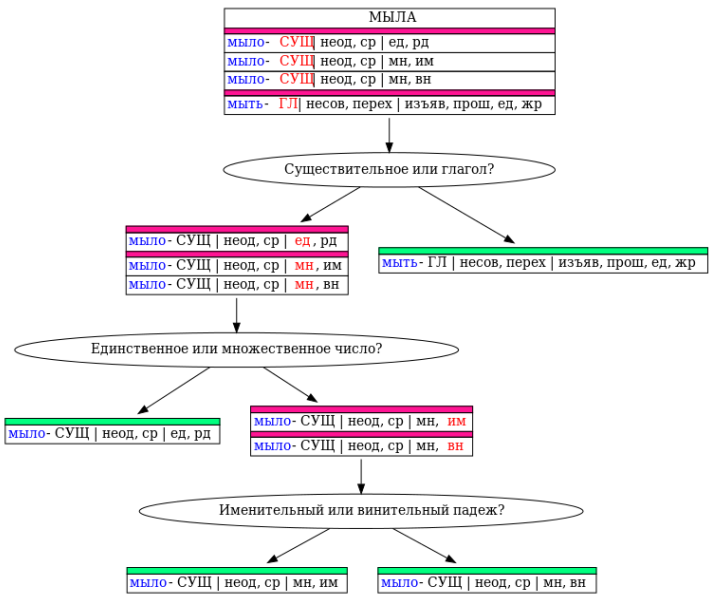 МЫЛА
мыло- СУЩ| неод, ср | ед, рд
мыло- СУЩ| неод, ср | мн, им
мыло- СУЩ| неод, ср | мн, вн
мыть- ГЛ| несов, перех | изъяв, прош, ед, жр
Существительное или глагол?
мыло- СУЩ | неод, ср | ед, рд
мыло- СУЩ | неод, ср | мн, им
мыло- СУЩ | неод, ср | мн, вн
мыть- ГЛ | несов, перех | изъяв, прош, ед, жр
Единственное или множественное число?
мыло- СУЩ | неод, ср | ед, рд
мыло- СУЩ | неод, ср | мн, им
мыло- СУЩ | неод, ср | мн, вн
Именительный или винительный падеж?
мыло- СУЩ | неод, ср | мн, им
мыло- СУЩ | неод, ср | мн, вн